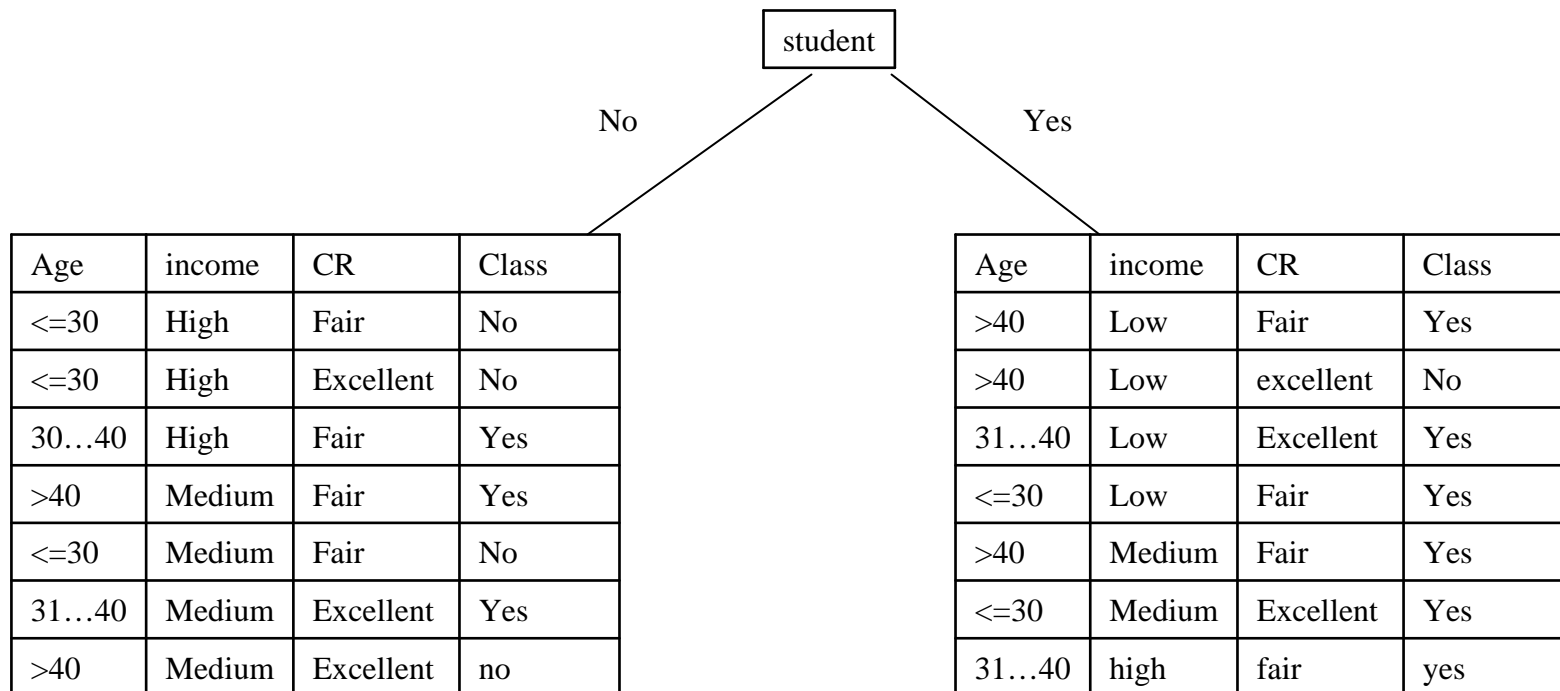 student
No Yes
Age income CR Class
<=30 High Fair No
<=30 High Excellent No
30…40 High Fair Yes
>40 Medium Fair Yes
<=30 Medium Fair No
31…40 Medium Excellent Yes
>40 Medium Excellent no
Age income CR Class
>40 Low Fair Yes
>40 Low excellent No
31…40 Low Excellent Yes
<=30 Low Fair Yes
>40 Medium Fair Yes
<=30 Medium Excellent Yes
31…40 high fair yes